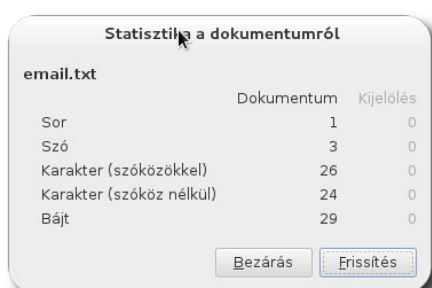 Statisztika a dokumentumról
email.txt
Dokumentum Kijelölés
Sor 1 0
Szó 3 0
Karakter (szóközökkel) 26 0
Karakter (szóköz nélkül) 24 0
Bájt 29 0
Bezárás Frissítés